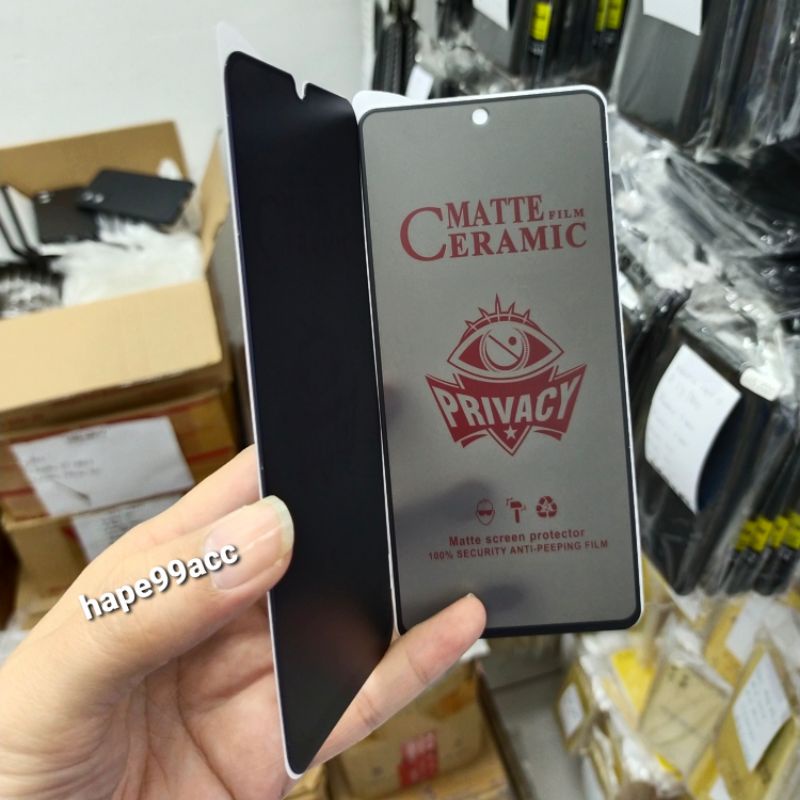 MATTE FILM
CERAMIC
PRIVACY
Matte screen protector
100% SECURITY ANTI-PEEPING FILM
hape99acc